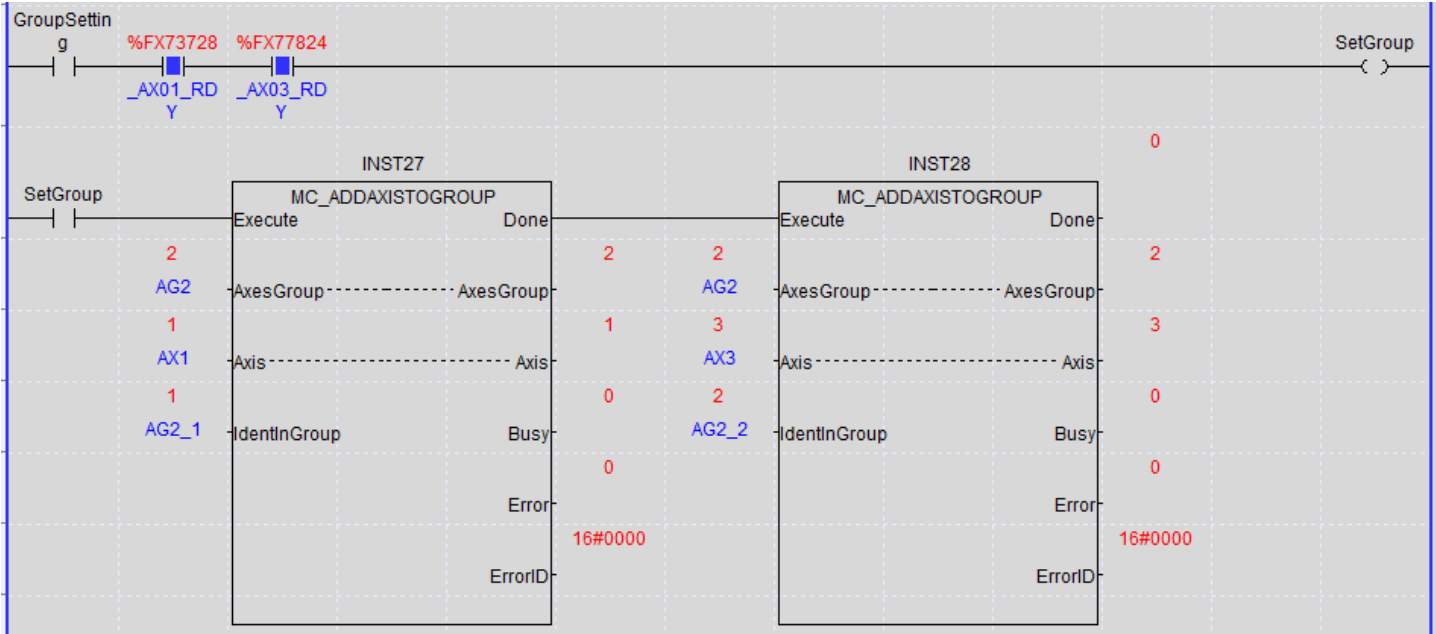 GroupSettin
g
%FX73728 %FX77824
SetGroup
_AX01_RD
Y
_AX03_RD
Y
0
INST27 INST28
SetGroup
MC_ADDAXISTOGROUP MC_ADDAXISTOGROUP
Execute Done Execute Done
2 2 2 2
AG2 AxesGroup AxesGroup AG2 AxesGroup AxesGroup
1 1 3 3
AX1 Axis Axis AX3 Axis Axis
1 0 2 0
AG2_1 IdentInGroup Busy AG2_2 IdentInGroup Busy
0 0
Error Error
16#0000 16#0000
ErrorID ErrorID